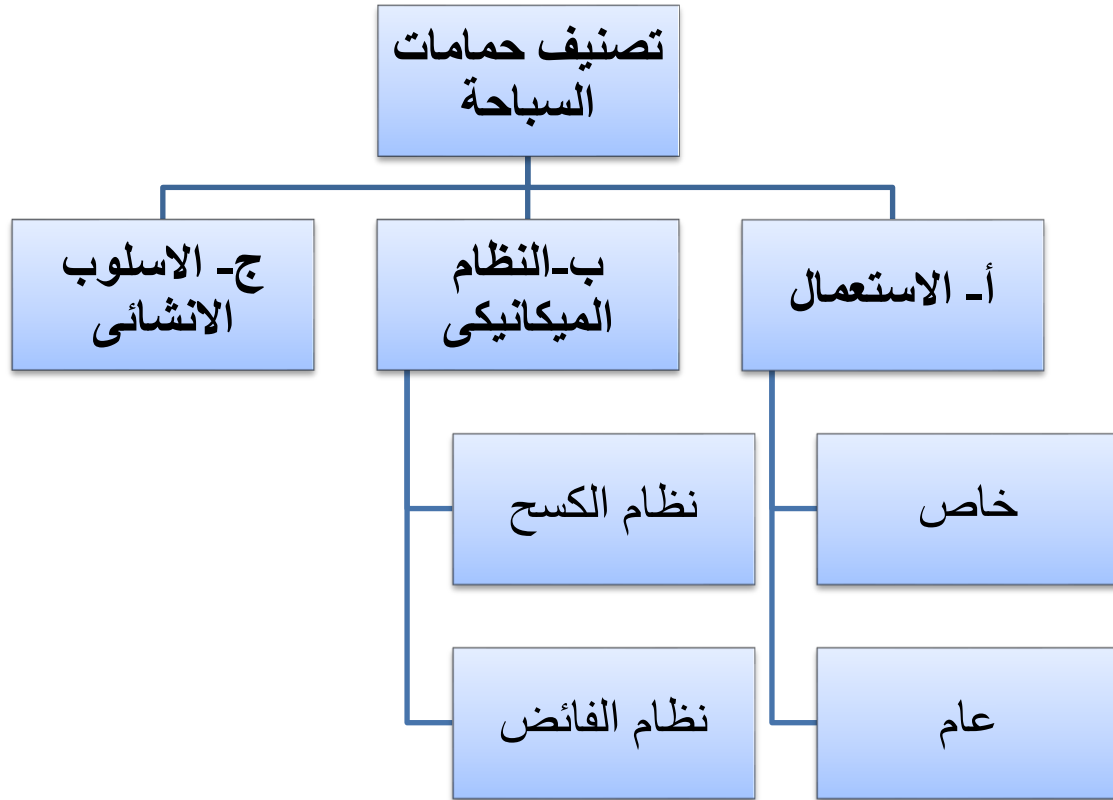 تصنيف حمامات
السباحة
أ- الاستعمال
ب-النظام
الميكانيكى
ج- الاسلوب
الانشائى
خاص
نظام الكسح
عام
نظام الفائض